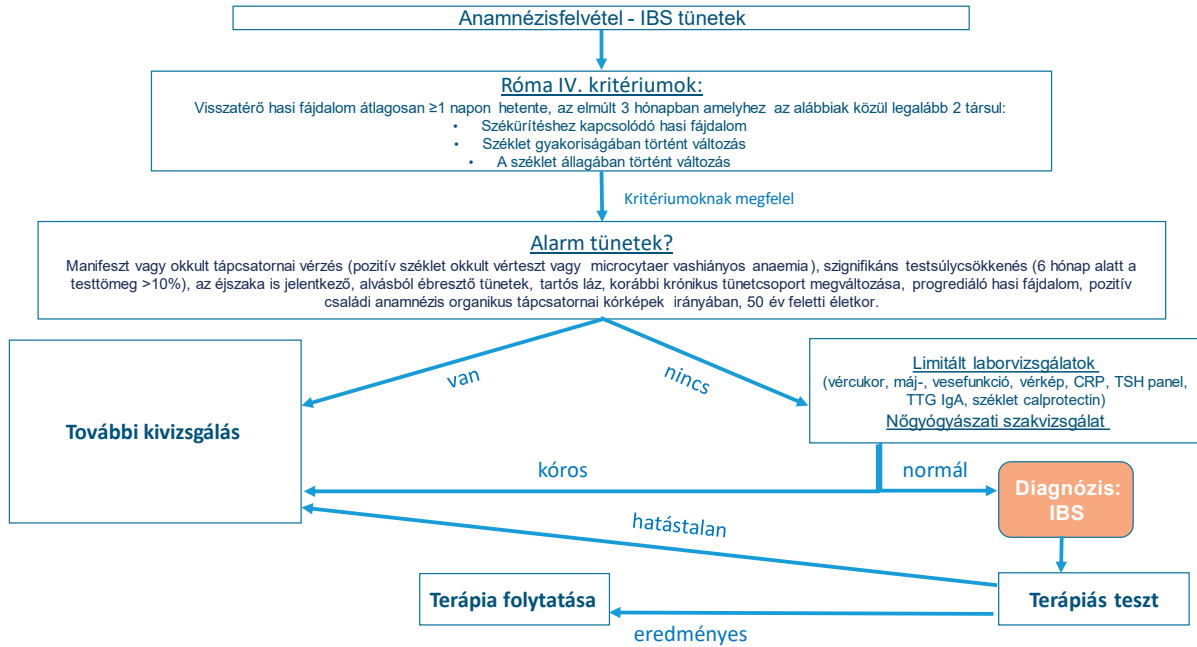 Anamnézisfelvétel - IBS tünetek
Róma IV. kritériumok:
Visszatérő hasi fájdalom átlagosan ≥1 napon hetente, az elmúlt 3 hónapban amelyhez az alábbiak közül legalább 2 társul:
• Székürítéshez kapcsolódó hasi fájdalom
• Széklet gyakoriságában történt változás
• A széklet állagában történt változás
Kritériumoknak megfelel
Alarm tünetek?
Manifeszt vagy okkult tápcsatornai vérzés (pozitív széklet okkult vérteszt vagy microcytaer vashiányos anaemia), szignifikáns testsúlycsökkenés (6 hónap alatt a
testtömeg >10%), az éjszaka is jelentkező, alvásból ébresztő tünetek, tartós láz, korábbi krónikus tünetcsoport megváltozása, progrediáló hasi fájdalom, pozitív
családi anamnézis organikus tápcsatornai kórképek irányában, 50 év feletti életkor.
van
nincs
Limitált laborvizsgálatok
(vércukor, máj-, vesefunkció, vérkép, CRP, TSH panel,
TTG IgA, széklet calprotectin)
Nőgyógyászati szakvizsgálat
További kivizsgálás
kóros
normál
Diagnózis:
IBS
hatástalan
Terápia folytatása
Terápiás teszt
eredményes